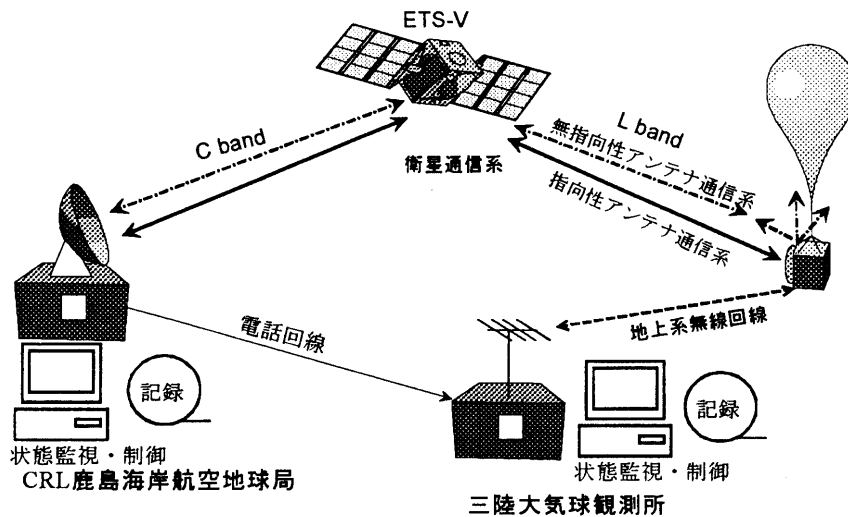 ETS-V
C band
L band
無指向性アンテナ通信系
衛星通信系
指向性アンテナ通信系
電話回線
地上系無線回線
記録
記録
状態監視・制御
CRL鹿島海岸航空地球局
状態監視・制御
三陸大気球観測所